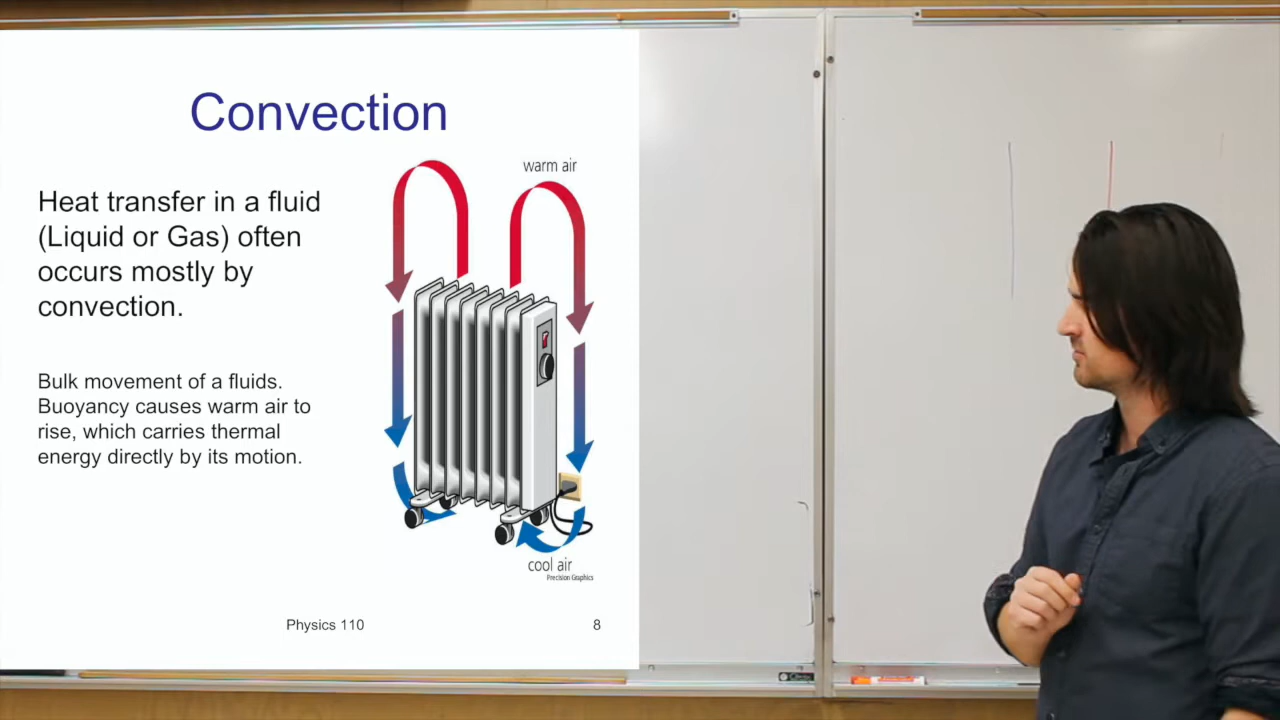 Convection
Heat transfer in a fluid
(Liquid or Gas) often
occurs mostly by
convection.
Bulk movement of a fluids.
Buoyancy causes warm air to
rise, which carries thermal
energy directly by its motion.
warm air
cool air
Precision Graphics
Physics 110
8